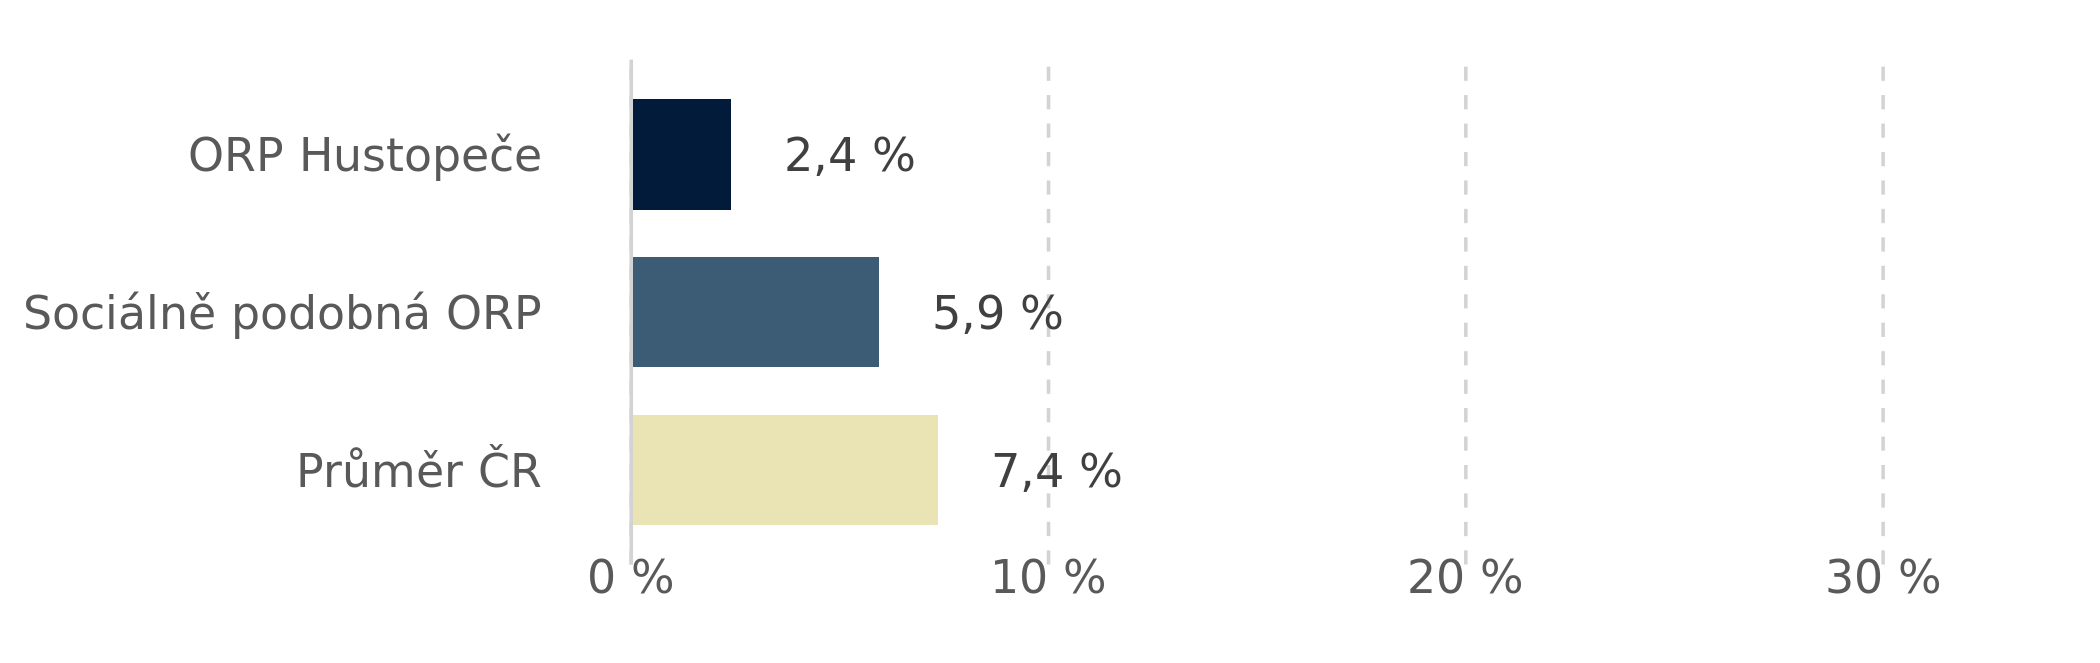 ORP Hustopeče 2,4 %
Sociálně podobná ORP 5,9 %
Průměr ČR 7,4 %
0 % 10 % 20 % 30 %